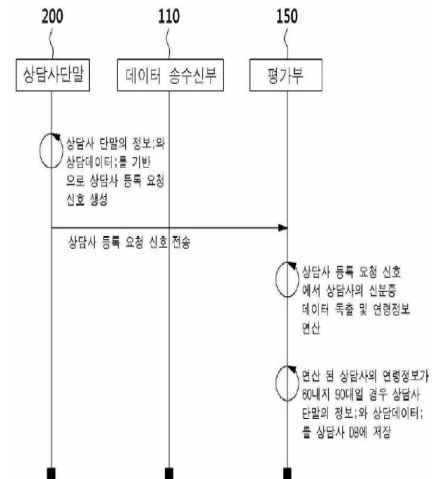 200 110 150
상담사단말 데이터 송수신부 평가부
상담사 단말의 정보;와
상담데이터;를 기반
으로 상담사 등록 요청
신호 생성
상담사 등록 요청 신호 전송
상담사 등록 요청 신호
에서 상담사의 신분증
데이터 독출 및 연령정보
연산
연산 된 상담사의 연령정보가
60내지 90대일 경우 상담사
단말의 정보;와 상담데이터;
를 상담사 DB에 저장